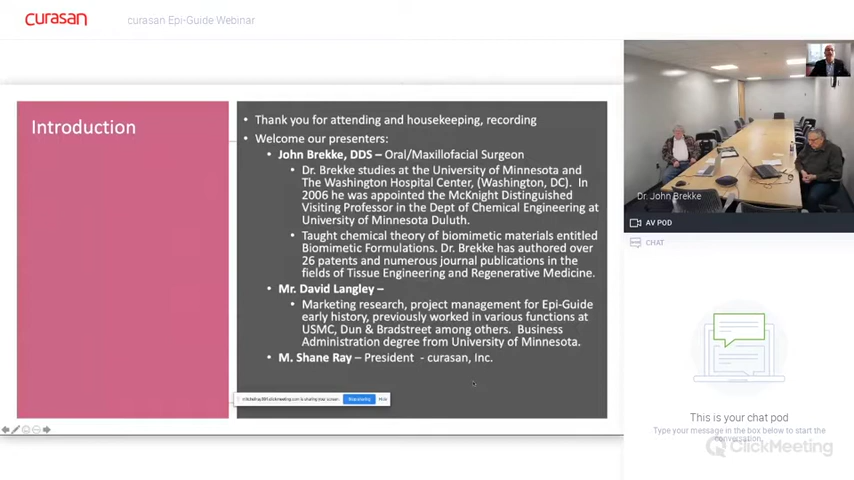 curasan
curasan Epi-Guide Webinar
Introduction
• Thank you for attending and housekeeping, recording
• Welcome our presenters:
• John Brekke, DDS – Oral/Maxillofacial Surgeon
• Dr. Brekke studies at the University of Minnesota and
The Washington Hospital Center, (Washington, DC). In
2006 he was appointed the McKnight Distinguished
Visiting Professor in the Dept of Chemical Engineering at
University of Minnesota Duluth.
• Taught chemical theory of biomimetic materials entitled
Biomimetic Formulations. Dr. Brekke has authored over
26 patents and numerous journal publications in the
fields of Tissue Engineering and Regenerative Medicine.
• Mr. David Langley –
• Marketing research, project management for Epi-Guide
early history, previously worked in various functions at
USMC, Dun & Bradstreet among others. Business
Administration degree from University of Minnesota.
• M. Shane Ray – President - curasan, Inc.
is sharing your screen. Stop sharing Hide
Dr. John Brekke
AV POD
CHAT
This is your chat pod
Type your message in the box below to start the
conversation.
ClickMeeting